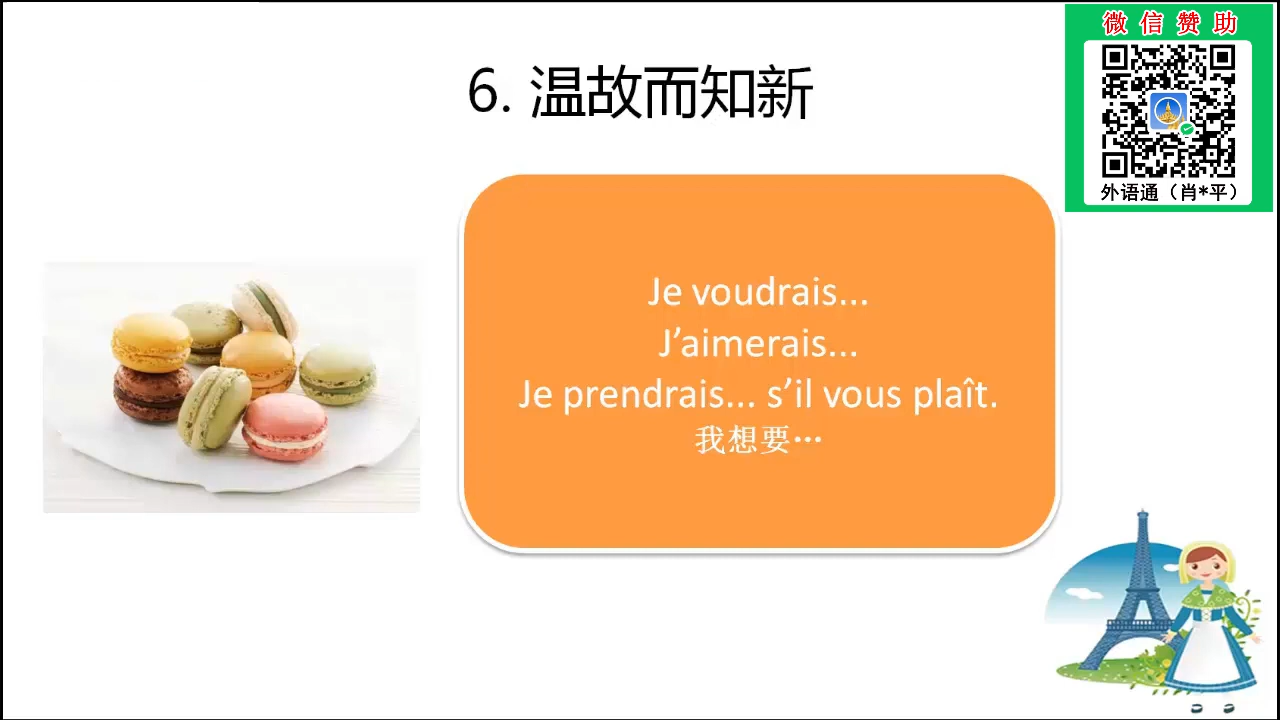 微信赞助
外语通（肖*平）
6. 温故而知新
Je voudrais...
J’aimerais...
Je prendrais... s’il vous plaît.
我想要…